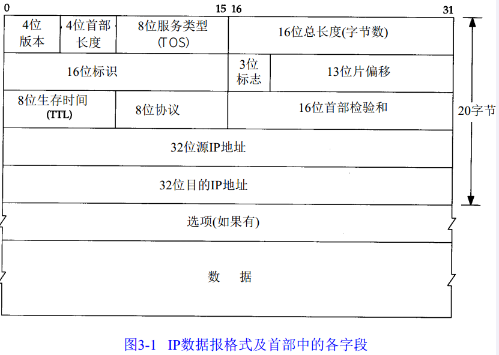 0 15 16 31
4位版本 4位首部长度 8位服务类型(TOS) 16位总长度(字节数)
16位标识 3位标志 13位片偏移
8位生存时间(TTL) 8位协议 16位首部检验和
20字节
32位源IP地址
32位目的IP地址
选项(如果有)
数 据
图3-1 IP数据报格式及首部中的各字段